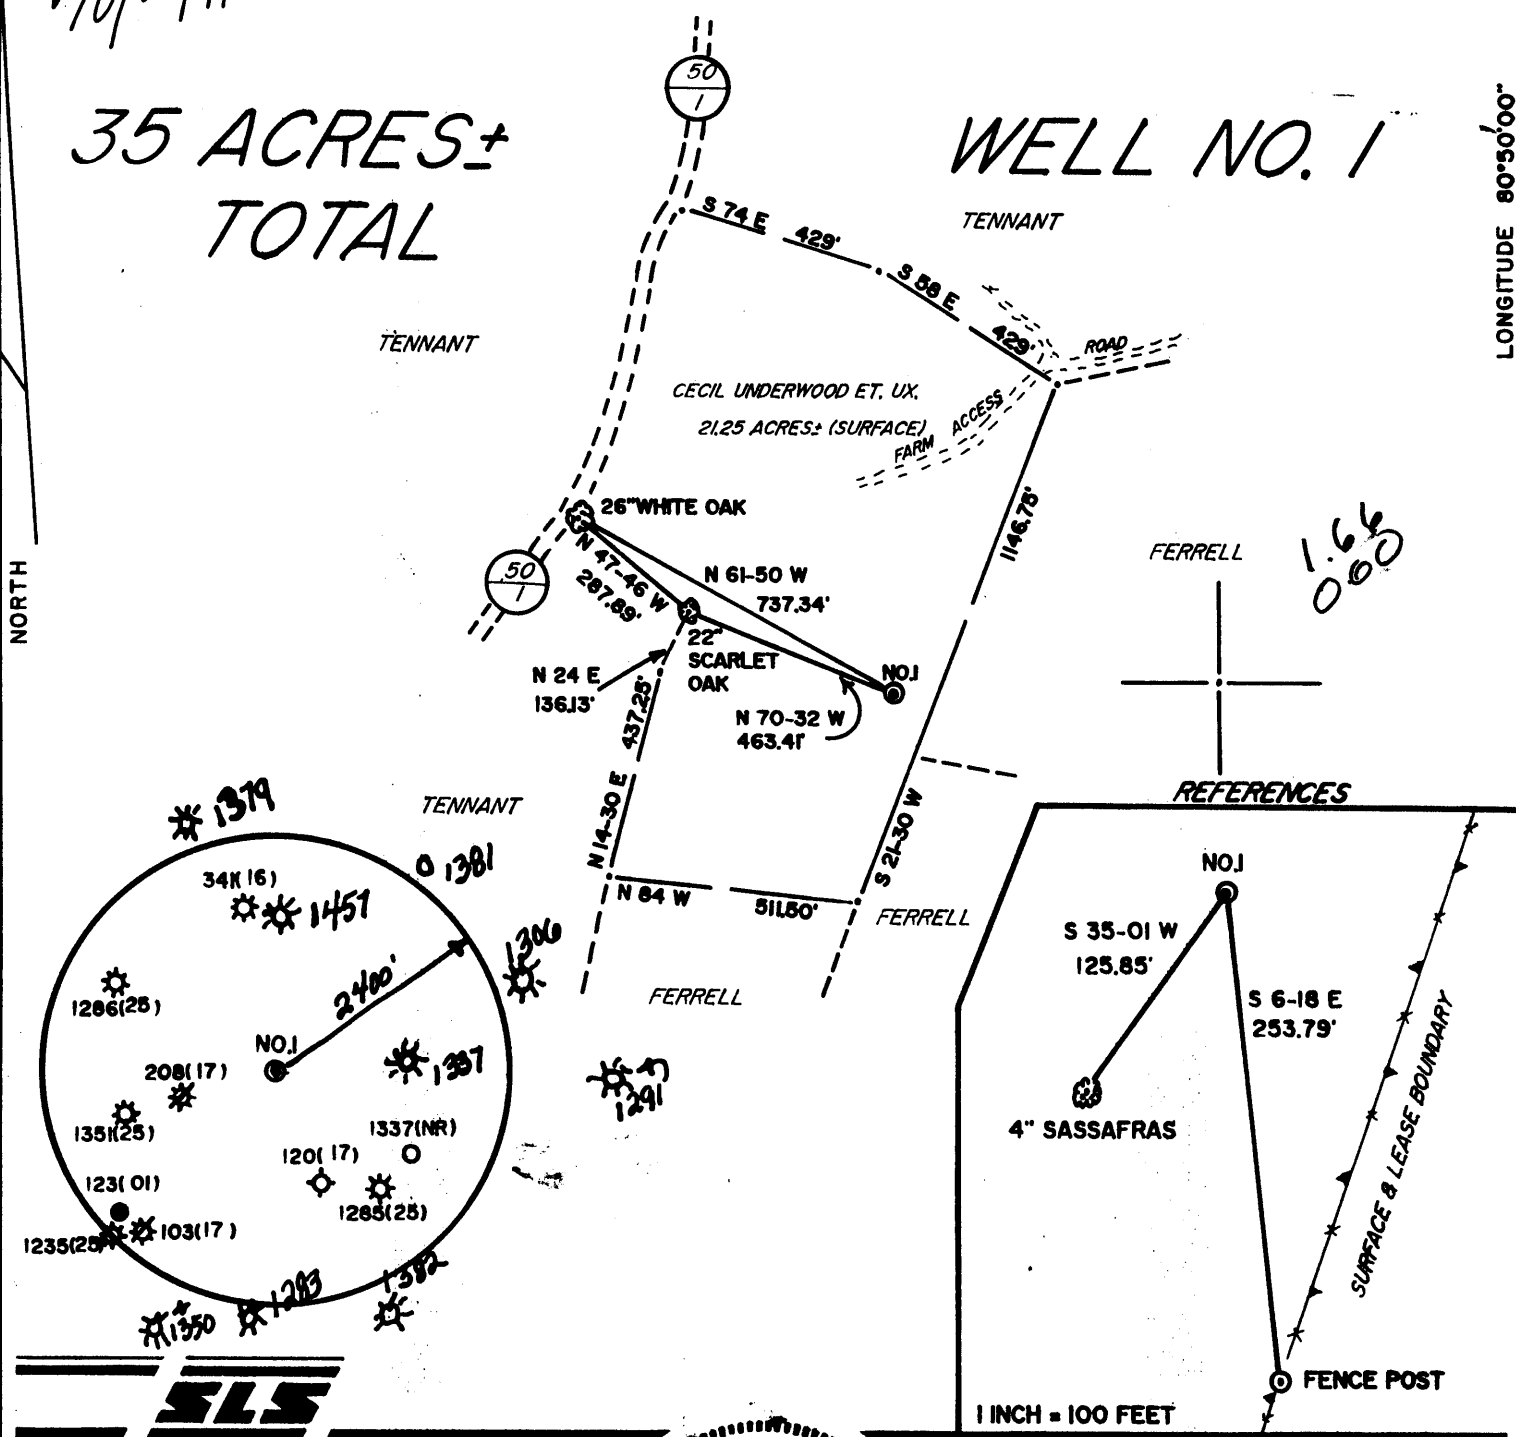 50
1
35 ACRES±
TOTAL
WELL NO. 1
LONGITUDE 80°50'00"
S 74 E 429'
TENNANT
S 58 E 429'
TENNANT
ROAD
FARM ACCESS
CECIL UNDERWOOD ET. UX.
21.25 ACRES± (SURFACE)
26" WHITE OAK
1146.75'
FERRELL
1.66
0.60
50
1
N 47-46 W
287.89'
N 61-50 W
737.34'
NORTH
22"
SCARLET
OAK
NO.1
N 24 E
136.13'
N 70-32 W
463.41'
437.25'
N 14-30 E
S 21-30 W
TENNANT
N 84 W 511.50'
FERRELL
FERRELL
1379
1381
341(16)
1457
1306
2400'
1286(25)
NO.1
208(17)
1337
1291
1351(25)
1337(NR)
120(17)
123(01)
1285(25)
1235(25)
103(17)
1283
1382
1350
SLS
REFERENCES
NO.1
S 35-01 W
125.85'
S 6-18 E
253.79'
4" SASSAFRAS
SURFACE & LEASE BOUNDARY
FENCE POST
1 INCH = 100 FEET